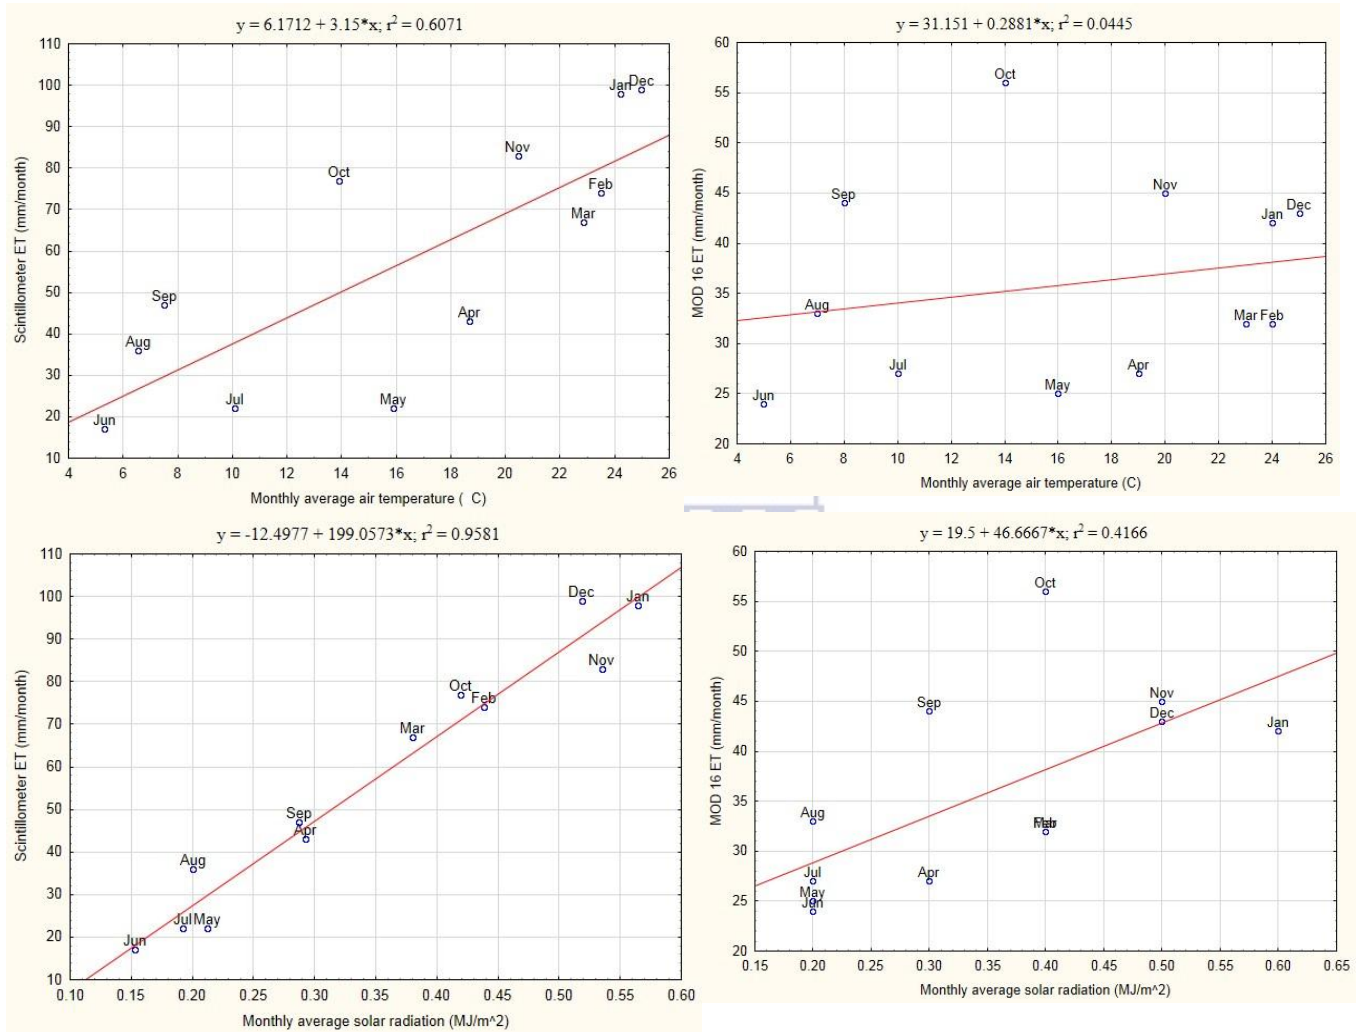 y = 6.1712 + 3.15*x; r² = 0.6071
Scintillometer ET (mm/month)
110
100
90
80
70
60
50
40
30
20
10
Jan Dec
Nov
Oct
Feb
Mar
Sep
Apr
Aug
Jul
May
Jun
4 6 8 10 12 14 16 18 20 22 24 26
Monthly average air temperature ( C)
y = 31.151 + 0.2881*x; r² = 0.0445
MOD 16 ET (mm/month)
60
55
50
45
40
35
30
25
20
Oct
Sep
Nov
Dec
Jan
Aug
Mar Feb
Jul
Apr
May
Jun
4 6 8 10 12 14 16 18 20 22 24 26
Monthly average air temperature (C)
y = -12.4977 + 199.0573*x; r² = 0.9581
Scintillometer ET (mm/month)
110
100
90
80
70
60
50
40
30
20
10
Dec
Jan
Nov
Oct
Feb
Mar
Sep
Apr
Aug
Jul May
Jun
0.10 0.15 0.20 0.25 0.30 0.35 0.40 0.45 0.50 0.55 0.60
Monthly average solar radiation (MJ/m^2)
y = 19.5 + 46.6667*x; r² = 0.4166
MOD 16 ET (mm/month)
60
55
50
45
40
35
30
25
20
Oct
Sep
Nov
Dec
Jan
Aug
Mar
Feb
Jul
Apr
May
Jun
0.15 0.20 0.25 0.30 0.35 0.40 0.45 0.50 0.55 0.60 0.65
Monthly average solar radiation (MJ/m^2)